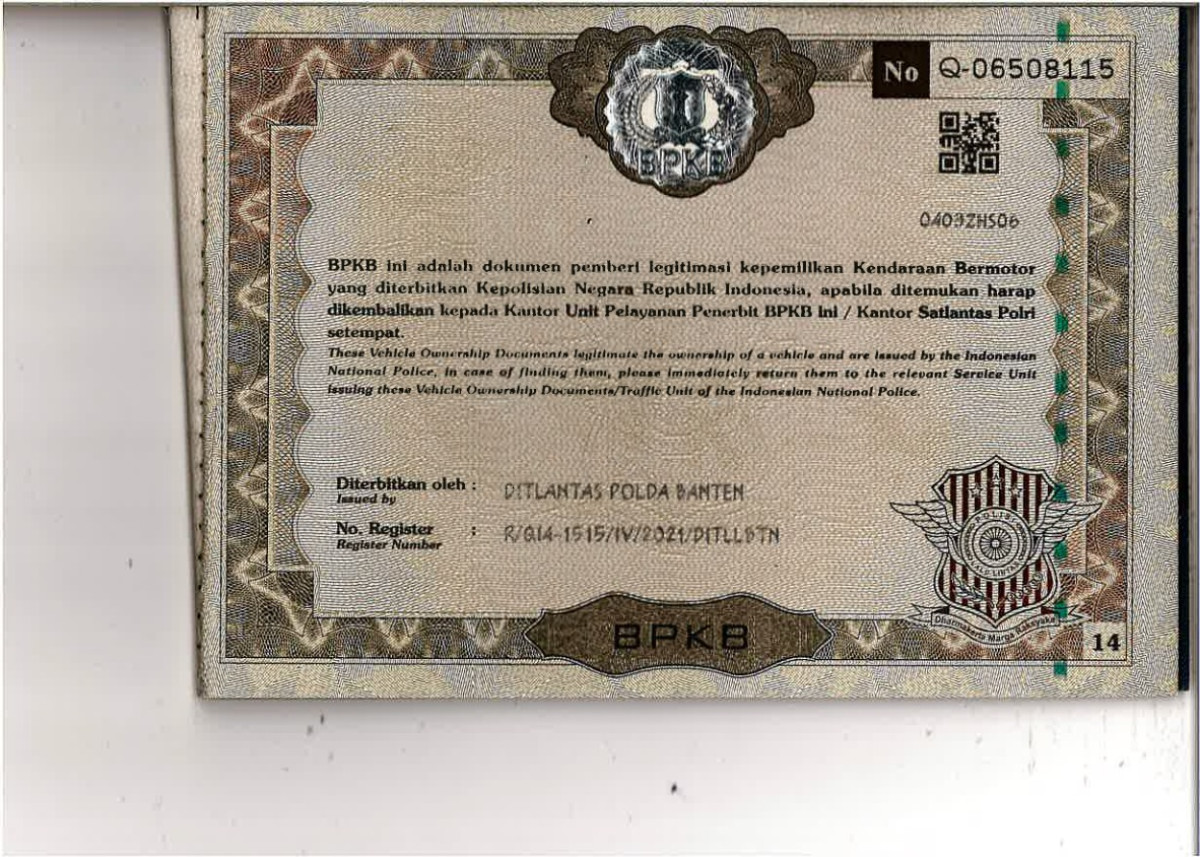 No Q-06508115
BPKB
0403ZHS06
BPKB ini adalah dokumen pemberi legitimasi kepemilikan Kendaraan Bermotor
yang diterbitkan Kepolisian Negara Republik Indonesia, apabila ditemukan harap
dikembalikan kepada Kantor Unit Pelayanan Penerbit BPKB ini / Kantor Satlantas Polri
setempat.
These Vehicle Ownership Documents legitimate the ownership of a vehicle and are issued by the Indonesian
National Police, in case of finding them, please immediately return them to the relevant Service Unit
issuing these Vehicle Ownership Documents/Traffic Unit of the Indonesian National Police.
Diterbitkan oleh : DITLANTAS POLDA BANTEN
Issued by
No. Register : R/Q14-1515/IV/2021/DITLLBTN
Register Number
POLISI
LALU LINTAS
Dharmakerta Marga Raksyaka
BPKB
14